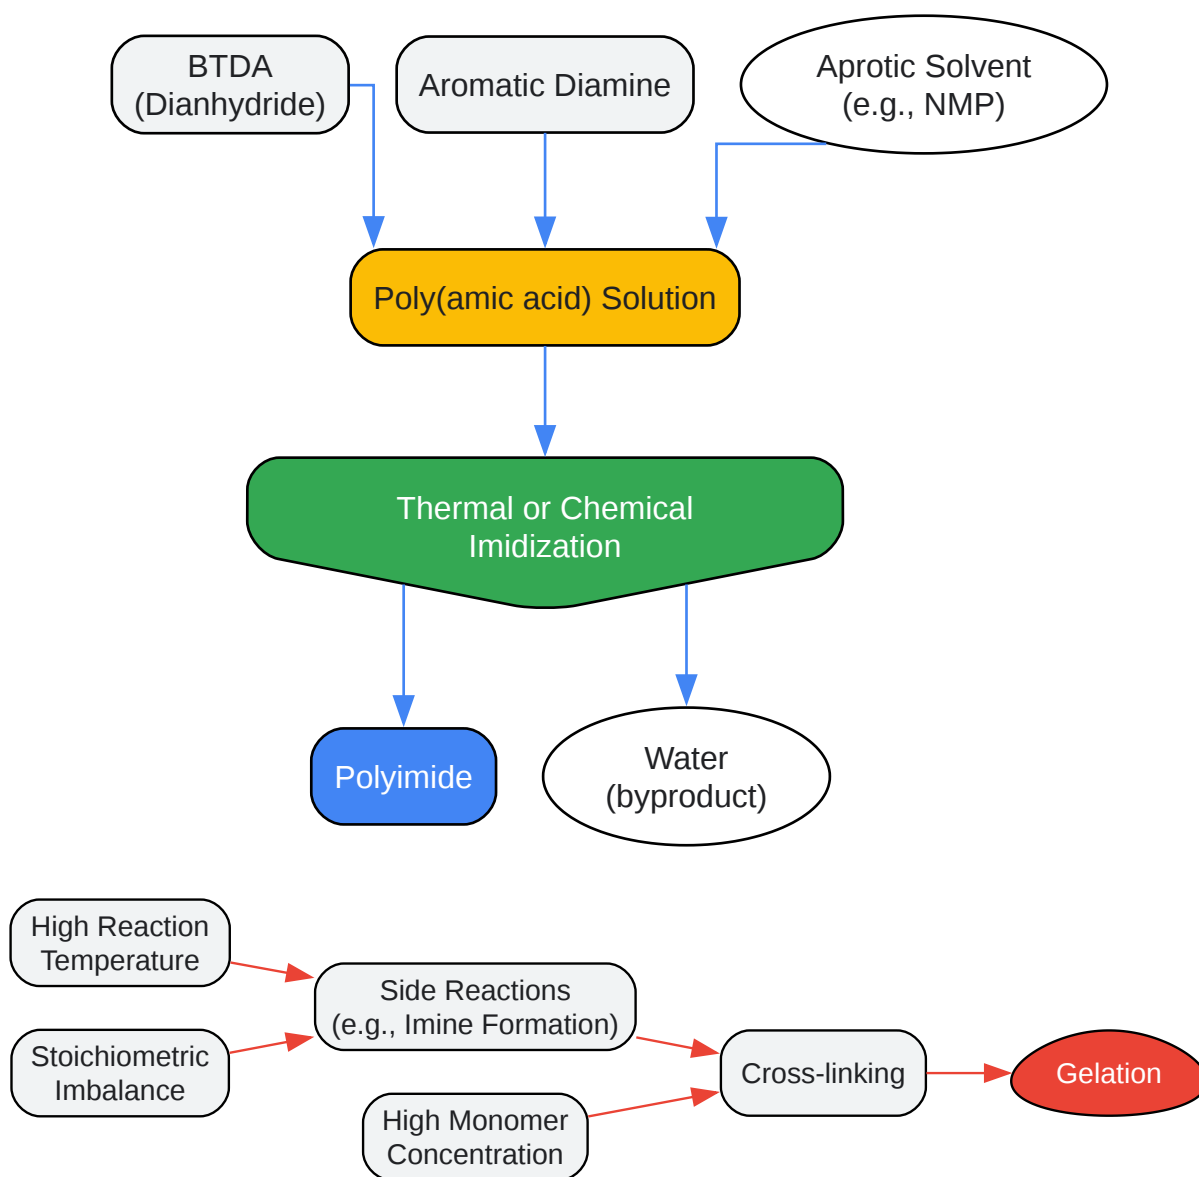 BTDA
(Dianhydride)
Aromatic Diamine
Aprotic Solvent
(e.g., NMP)
Poly(amic acid) Solution
Thermal or Chemical
Imidization
Polyimide
Water
(byproduct)
High Reaction
Temperature
Side Reactions
(e.g., Imine Formation)
Stoichiometric
Imbalance
Cross-linking
Gelation
High Monomer
Concentration